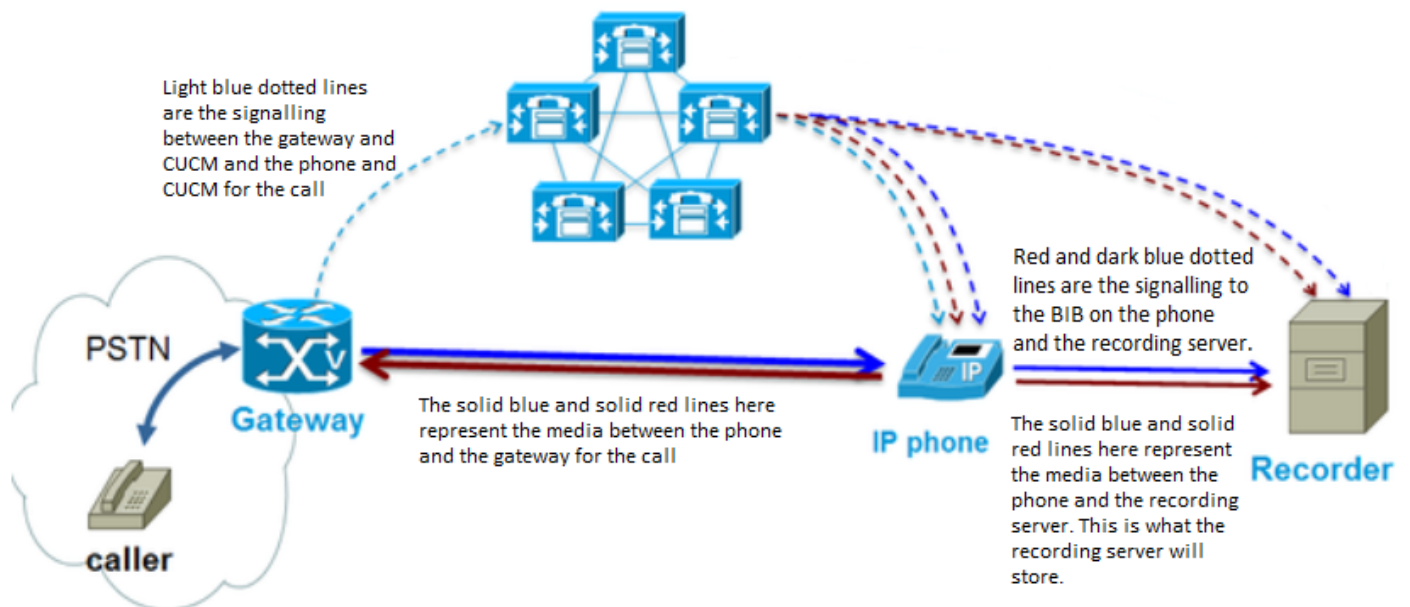 Light blue dotted lines
are the signalling
between the gateway and
CUCM and the phone and
CUCM for the call
PSTN
V
Gateway
caller
The solid blue and solid red lines here
represent the media between the phone
and the gateway for the call
IP
IP phone
Red and dark blue dotted
lines are the signalling to
the BIB on the phone
and the recording server.
The solid blue and solid
red lines here represent
the media between the
phone and the recording
server. This is what the
recording server will
store.
Recorder